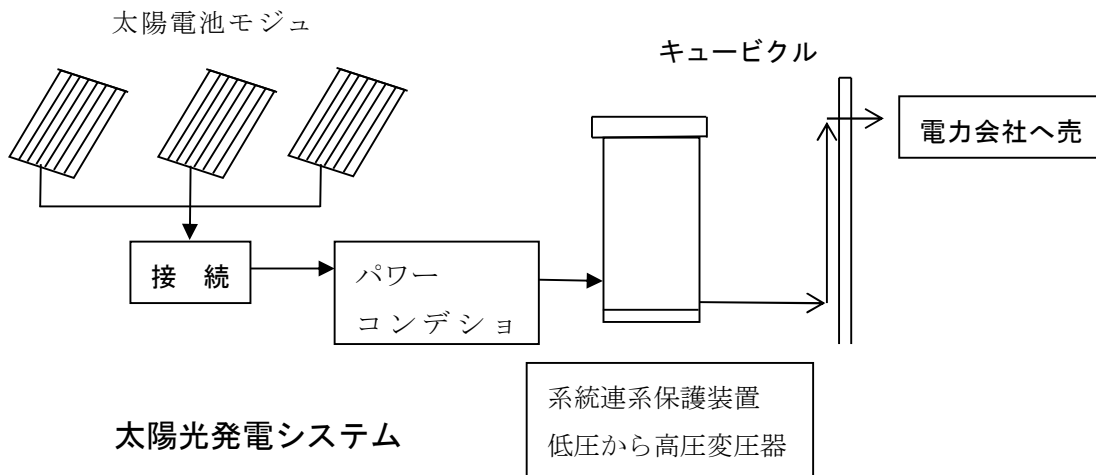 太陽電池モジュ
キュービクル
電力会社へ売
接　続
パワー
コンデショ
系統連系保護装置
低圧から高圧変圧器
太陽光発電システム